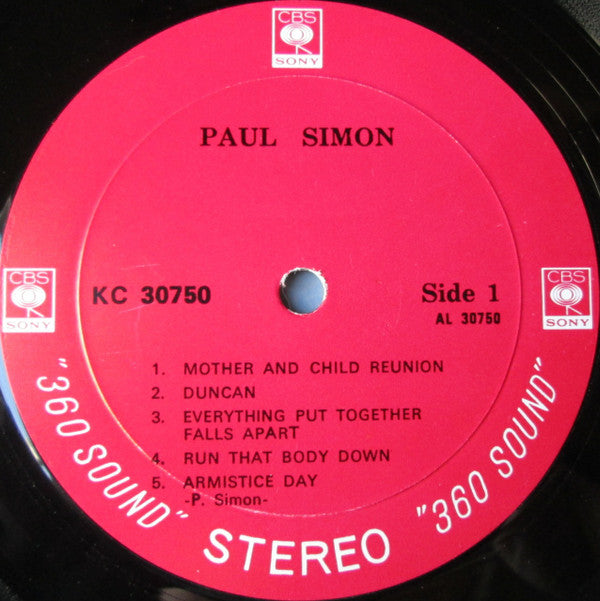 CBS
SONY
PAUL SIMON
CBS
SONY
KC 30750
Side 1
CBS
SONY
AL 30750
1. MOTHER AND CHILD REUNION
2. DUNCAN
3. EVERYTHING PUT TOGETHER
FALLS APART
4. RUN THAT BODY DOWN
5. ARMISTICE DAY
-P. Simon-
"360 SOUND" STEREO "360 SOUND"